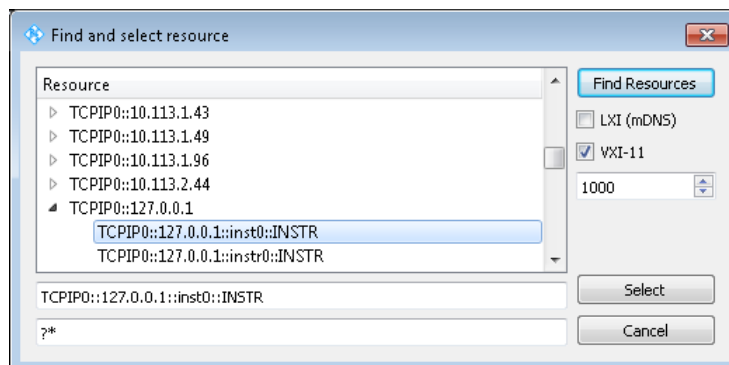 Find and select resource
Resource
TCPIP0::10.113.1.43
TCPIP0::10.113.1.49
TCPIP0::10.113.1.96
TCPIP0::10.113.2.44
TCPIP0::127.0.0.1
TCPIP0::127.0.0.1::inst0::INSTR
TCPIP0::127.0.0.1::instr0::INSTR
TCPIP0::127.0.0.1::inst0::INSTR
?*
Find Resources
LXI (mDNS)
VXI-11
1000
Select
Cancel